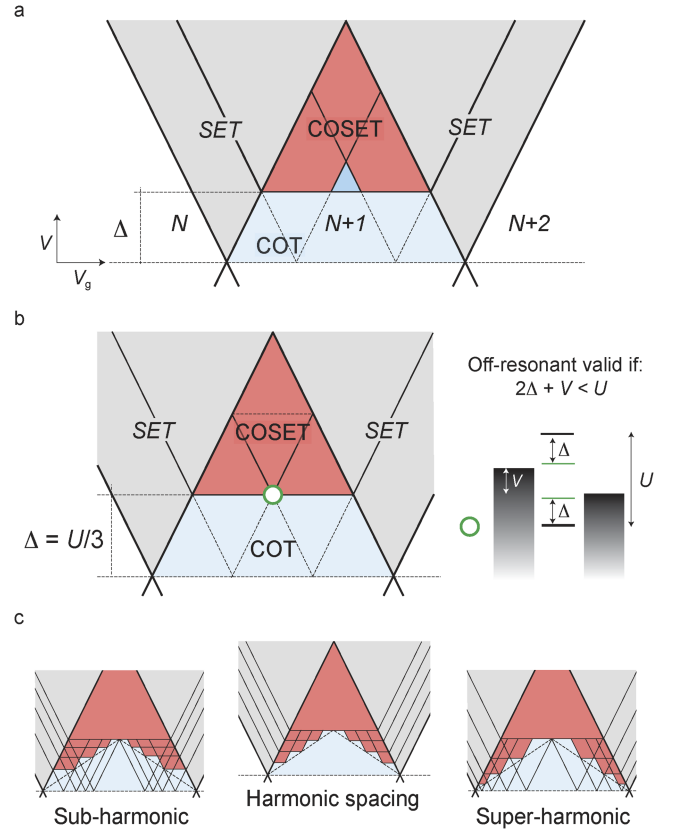 a
SET
COSET
SET
Δ
N
N+1
N+2
COT
V
Vg
b
Off-resonant valid if:
2Δ + V < U
SET
COSET
SET
Δ
V
U
Δ
Δ = U/3
COT
c
Sub-harmonic
Harmonic spacing
Super-harmonic